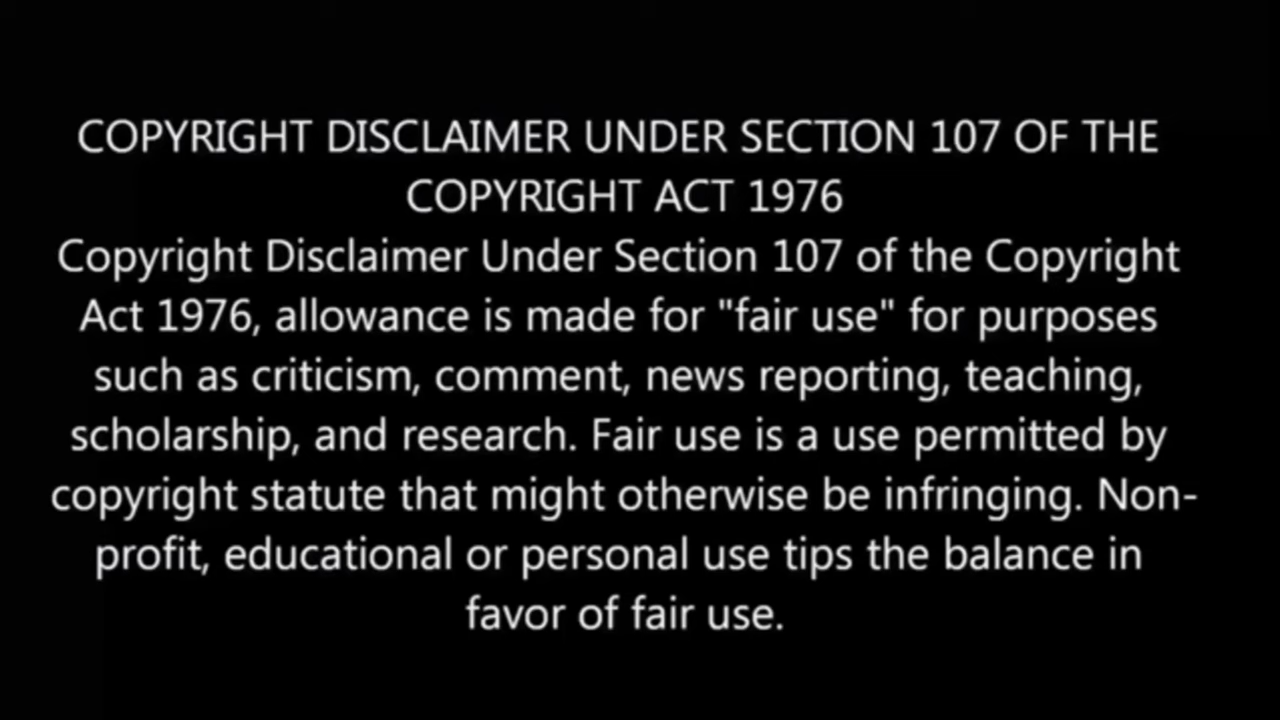 COPYRIGHT DISCLAIMER UNDER SECTION 107 OF THE
COPYRIGHT ACT 1976
Copyright Disclaimer Under Section 107 of the Copyright
Act 1976, allowance is made for "fair use" for purposes
such as criticism, comment, news reporting, teaching,
scholarship, and research. Fair use is a use permitted by
copyright statute that might otherwise be infringing. Non-
profit, educational or personal use tips the balance in
favor of fair use.